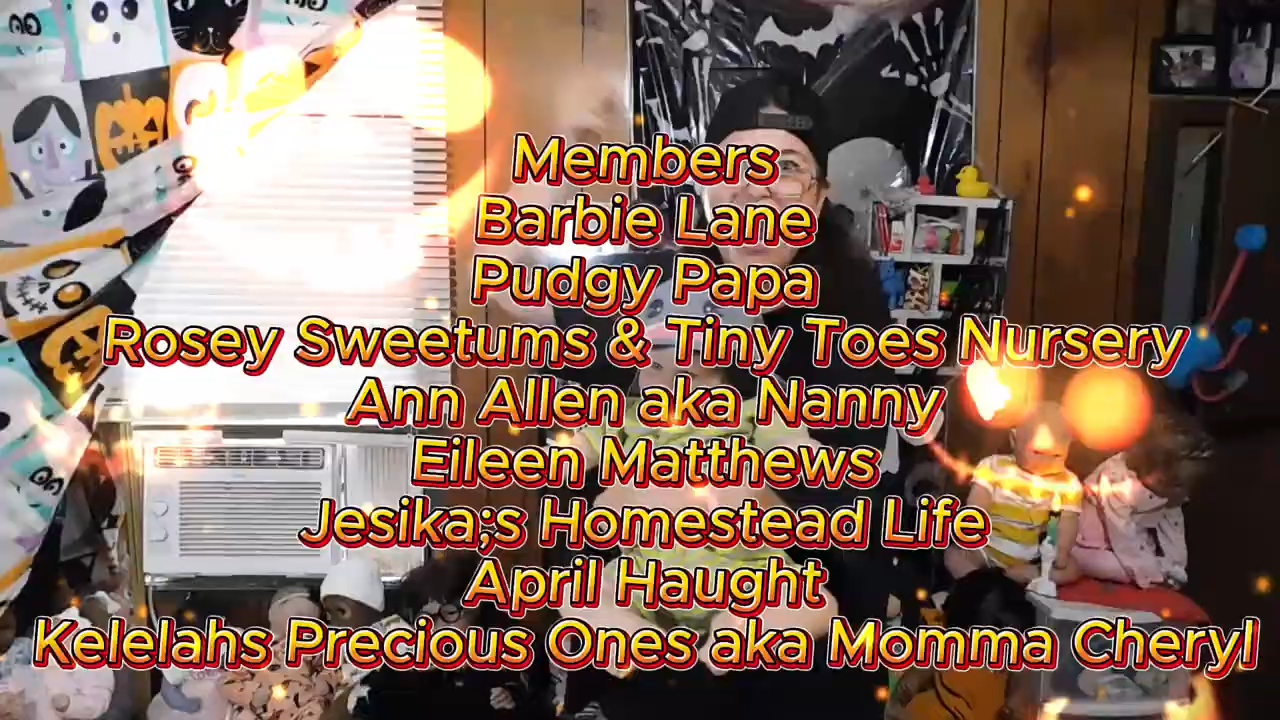 Members
Barbie Lane
Pudgy Papa
Rosey Sweetums & Tiny Toes Nursery
Ann Allen aka Nanny
Eileen Matthews
Jesika;s Homestead Life
April Haught
Kelelahs Precious Ones aka Momma Cheryl